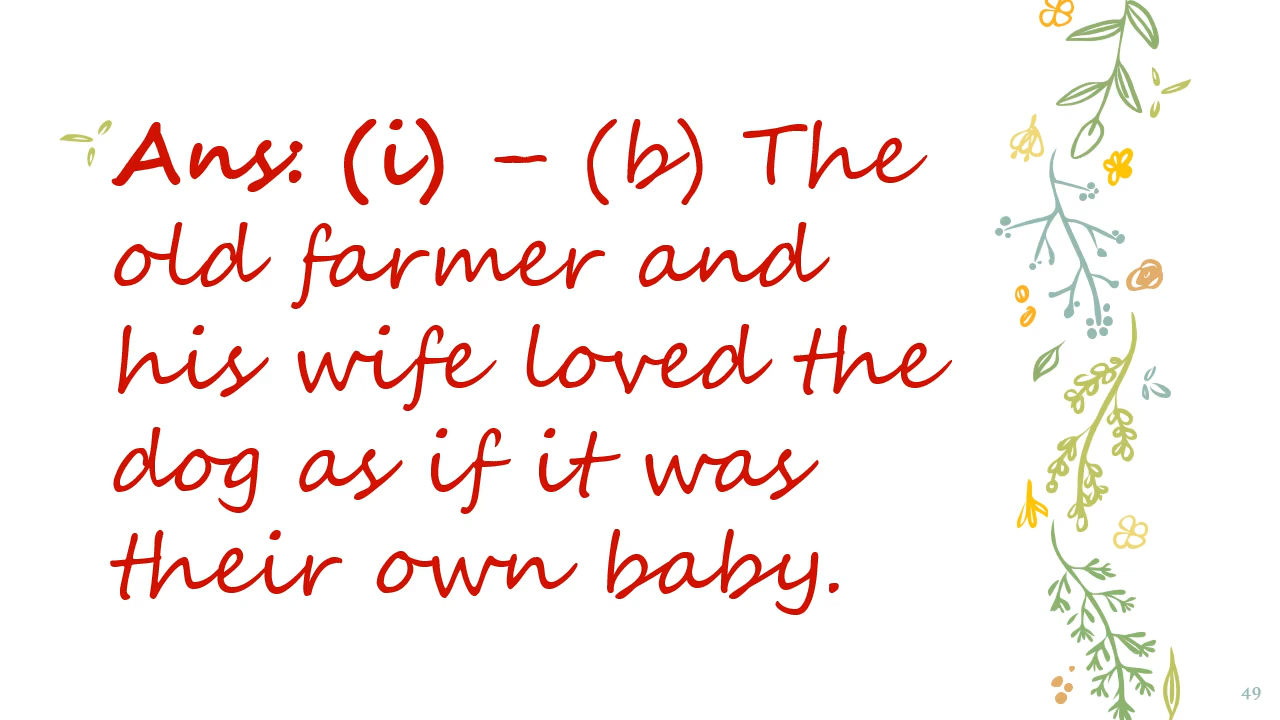 Ans: (i) – (b) The
old farmer and
his wife loved the
dog as if it was
their own baby.
49